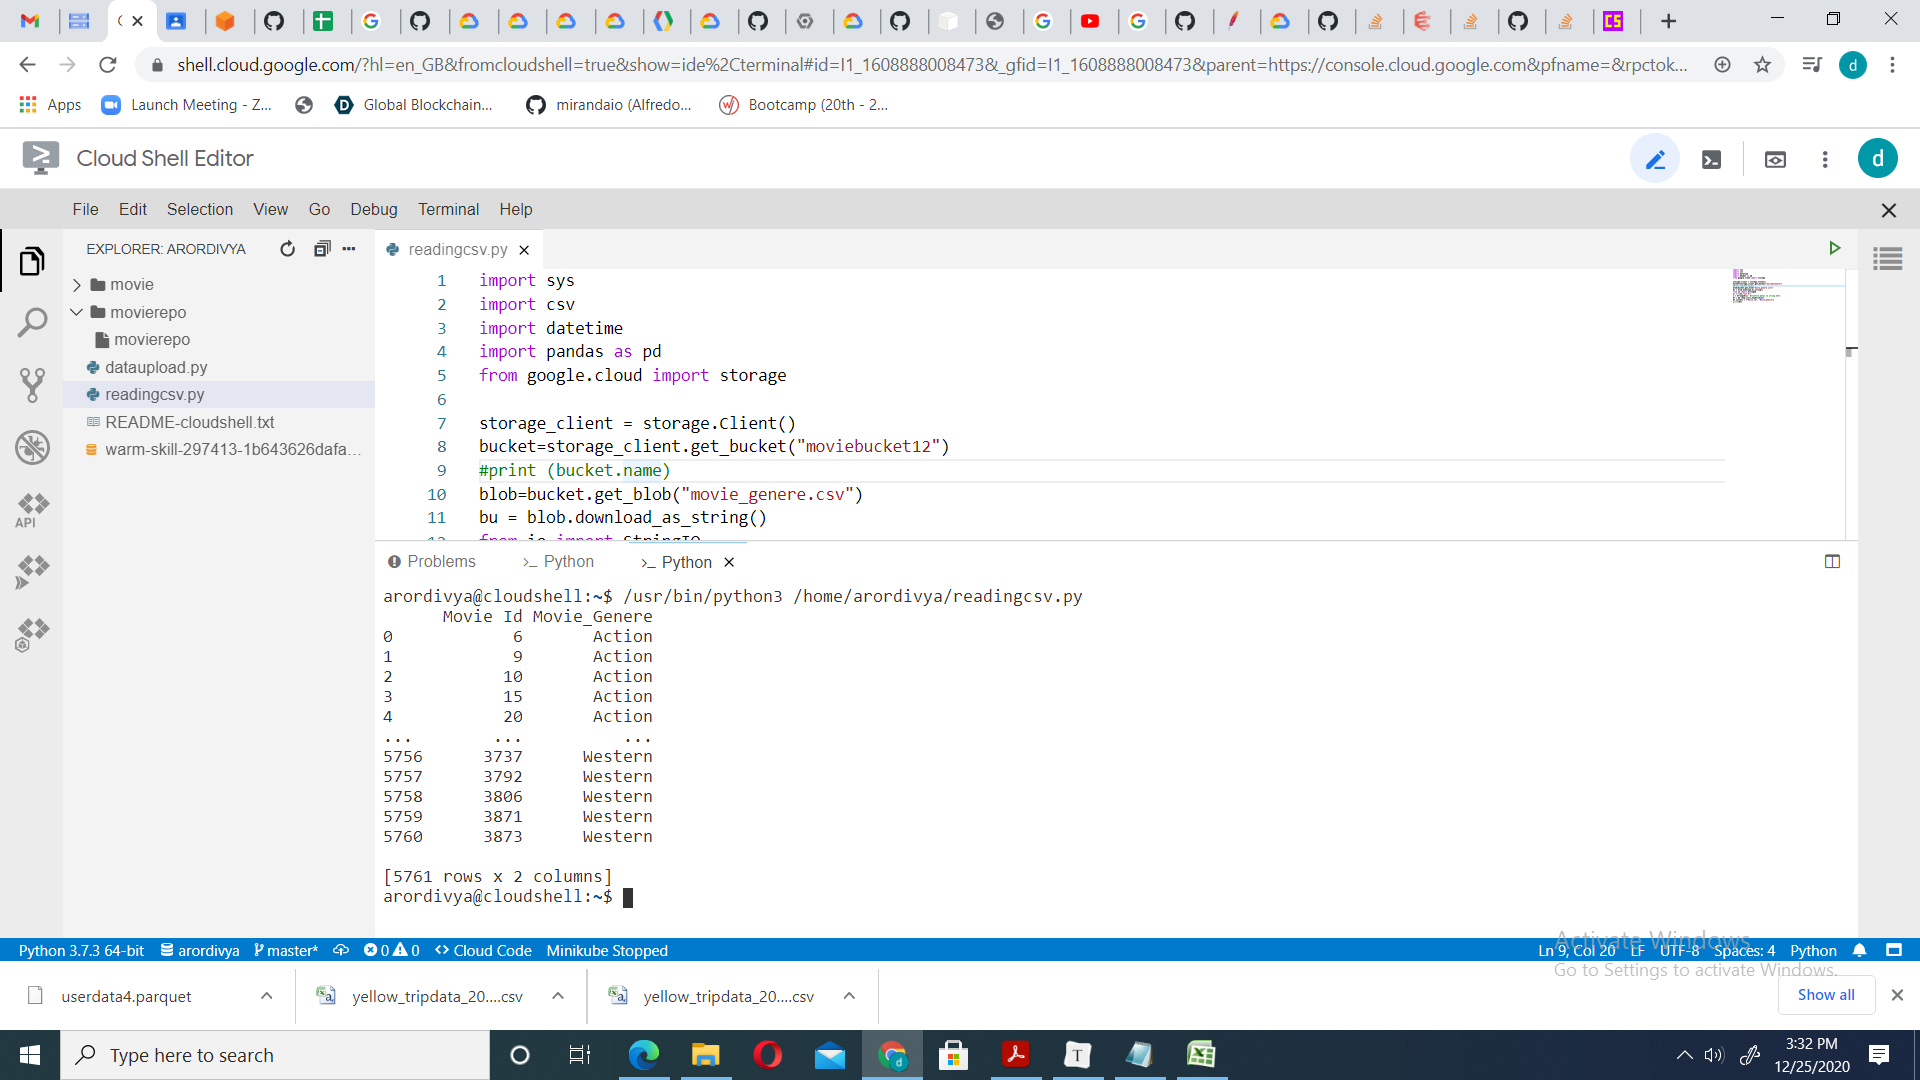 shell.cloud.google.com/?hl=en_GB&fromcloudshell=true&show=ide%2Cterminal#id=I1_1608888008473&_gfid=I1_1608888008473&parent=https://console.cloud.google.com&pfname=&rpctok...
d
Apps
Launch Meeting - Z...
Global Blockchain...
mirandaio (Alfredo...
Bootcamp (20th - 2...
Cloud Shell Editor
d
File Edit Selection View Go Debug Terminal Help
EXPLORER: ARORDIVYA
readingcsv.py
movie
movierepo
movierepo
dataupload.py
readingcsv.py
README-cloudshell.txt
warm-skill-297413-1b643626dafa...
API
1 import sys
2 import csv
3 import datetime
4 import pandas as pd
5 from google.cloud import storage
6
7 storage_client = storage.Client()
8 bucket=storage_client.get_bucket("moviebucket12")
9 #print (bucket.name)
10 blob=bucket.get_blob("movie_genere.csv")
11 bu = blob.download_as_string()
12 from io import StringIO
Problems
>_ Python
>_ Python
arordivya@cloudshell:~$ /usr/bin/python3 /home/arordivya/readingcsv.py
Movie Id Movie_Genere
0 6 Action
1 9 Action
2 10 Action
3 15 Action
4 20 Action
... ... ...
5756 3737 Western
5757 3792 Western
5758 3806 Western
5759 3871 Western
5760 3873 Western
[5761 rows x 2 columns]
arordivya@cloudshell:~$
Python 3.7.3 64-bit arordivya master* 0 0 Cloud Code Minikube Stopped
Ln 9, Col 20 LF UTF-8 Spaces: 4 Python
Activate Windows
Go to Settings to activate Windows.
userdata4.parquet
yellow_tripdata_20....csv
yellow_tripdata_20....csv
Show all
Type here to search
3:32 PM
12/25/2020